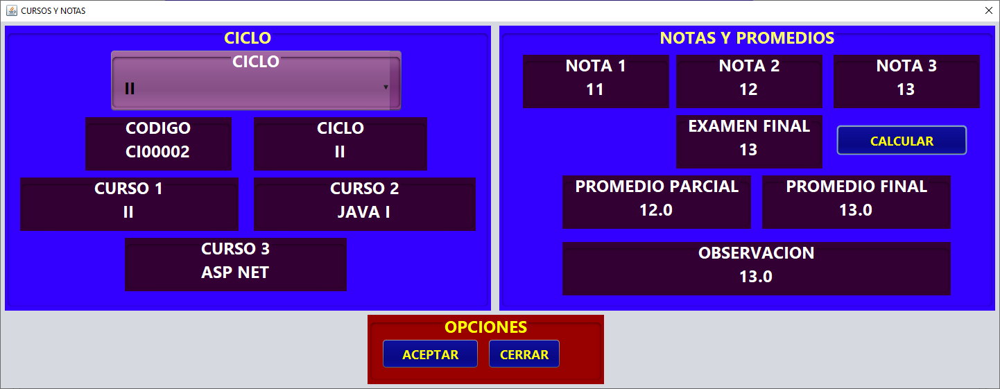 CURSOS Y NOTAS
CICLO
CICLO
II
CODIGO
CI00002
CICLO
II
CURSO 1
II
CURSO 2
JAVA I
CURSO 3
ASP NET
NOTAS Y PROMEDIOS
NOTA 1
11
NOTA 2
12
NOTA 3
13
EXAMEN FINAL
13
CALCULAR
PROMEDIO PARCIAL
12.0
PROMEDIO FINAL
13.0
OBSERVACION
13.0
OPCIONES
ACEPTAR
CERRAR